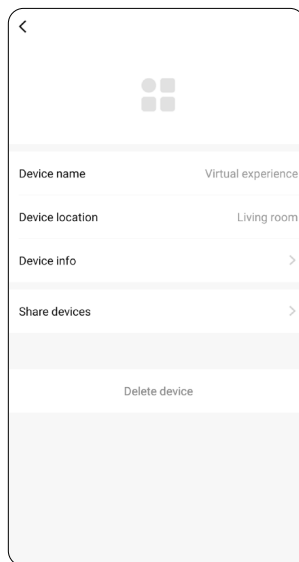 Device name Virtual experience
Device location Living room
Device info
Share devices
Delete device